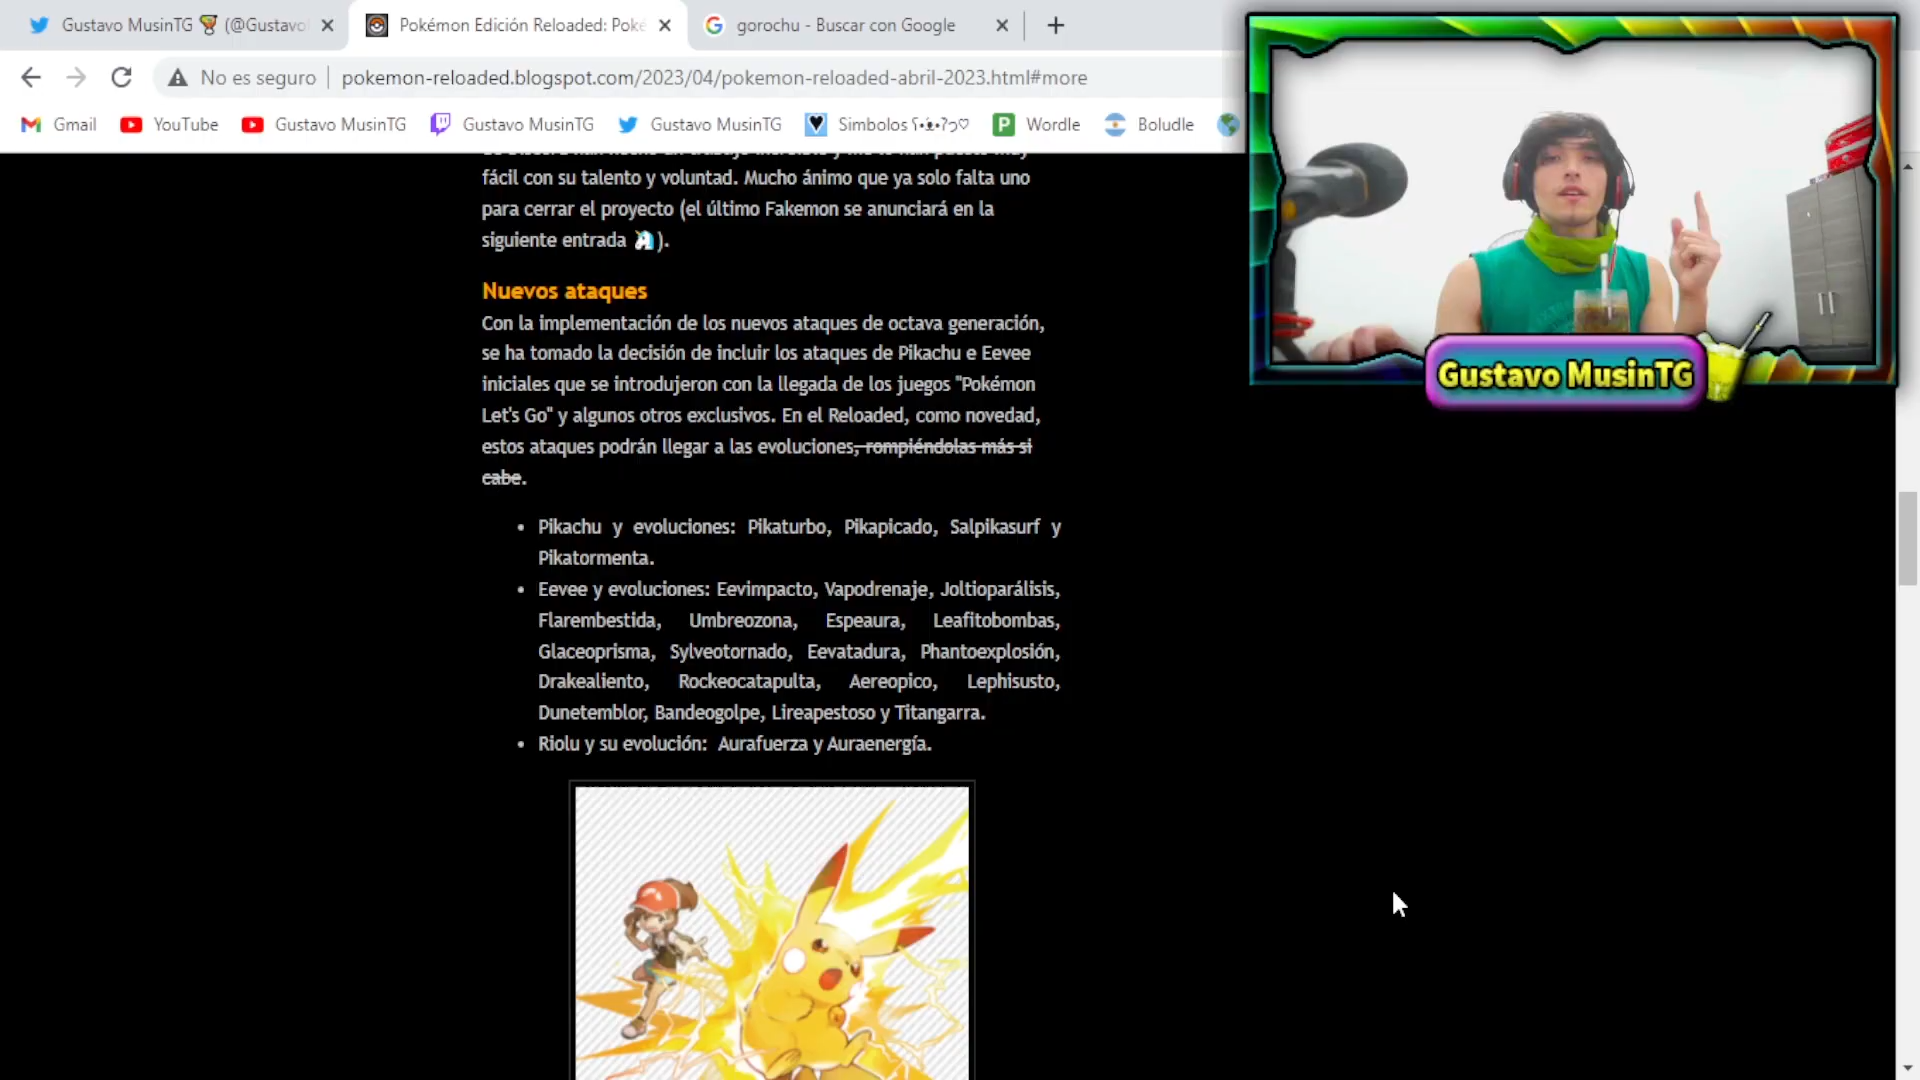 Gustavo MusinTG 🏆 (@Gustavo
Pokémon Edición Reloaded: Poké
gorochu - Buscar con Google
No es seguro
pokemon-reloaded.blogspot.com/2023/04/pokemon-reloaded-abril-2023.html#more
Gmail
YouTube
Gustavo MusinTG
Gustavo MusinTG
Gustavo MusinTG
Simbolos ʕ•́ᴥ•̀ʔっ♡
Wordle
Boludle
fácil con su talento y voluntad. Mucho ánimo que ya solo falta uno
para cerrar el proyecto (el último Fakemon se anunciará en la
siguiente entrada 🦄).
Nuevos ataques
Con la implementación de los nuevos ataques de octava generación,
se ha tomado la decisión de incluir los ataques de Pikachu e Eevee
iniciales que se introdujeron con la llegada de los juegos "Pokémon
Let's Go" y algunos otros exclusivos. En el Reloaded, como novedad,
estos ataques podrán llegar a las evoluciones, rompiéndolas más si
cabe.
• Pikachu y evoluciones: Pikaturbo, Pikapicado, Salpikasurf y
Pikatormenta.
• Eevee y evoluciones: Eevimpacto, Vapodrenaje, Joltioparálisis,
Flarembestida, Umbreozona, Espeaura, Leafitobombas,
Glaceoprisma, Sylveotornado, Eevatadura, Phantoexplosión,
Drakealiento, Rockeocatapulta, Aereopico, Lephisusto,
Dunetemblor, Bandeogolpe, Lireapestoso y Titangarra.
• Riolu y su evolución: Aurafuerza y Auraenergía.
Gustavo MusinTG